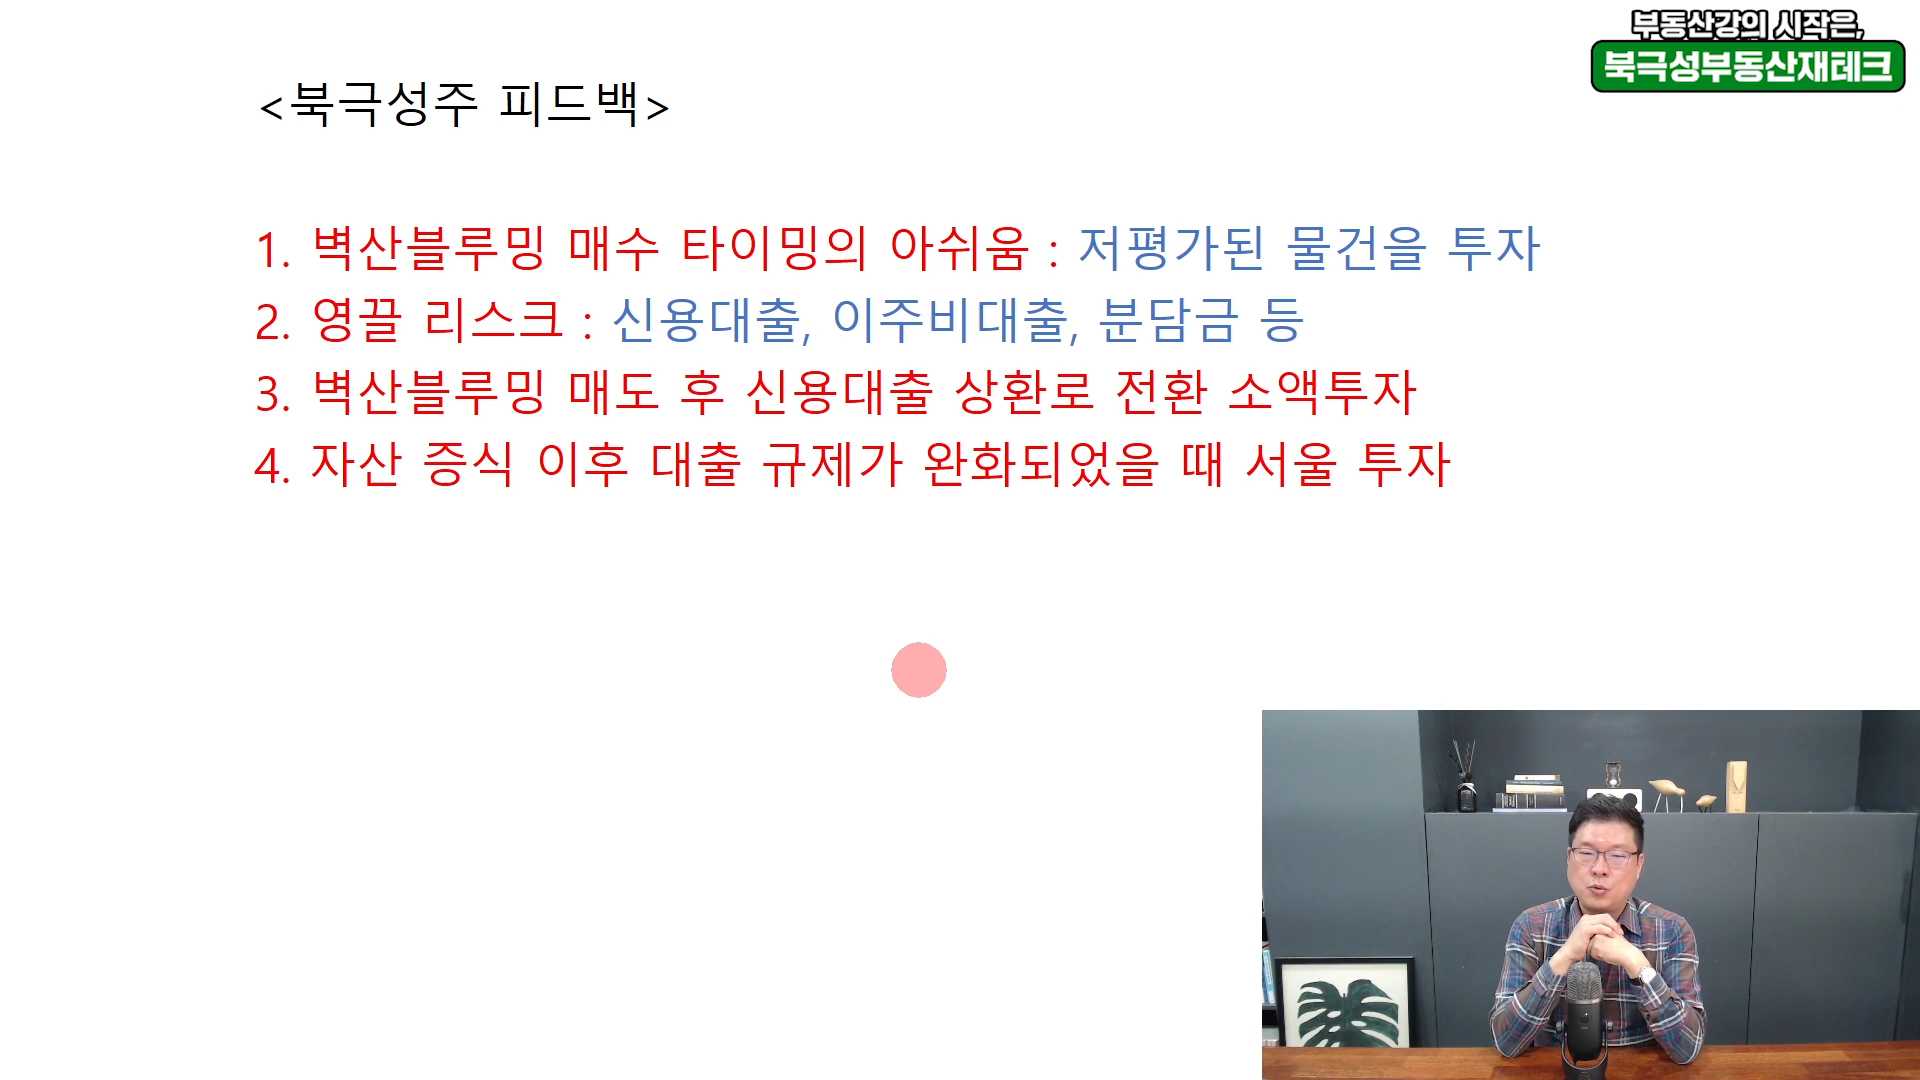 부동산강의 시작은,
북극성부동산재테크
<북극성주 피드백>
1. 벽산블루밍 매수 타이밍의 아쉬움 : 저평가된 물건을 투자
2. 영끌 리스크 : 신용대출, 이주비대출, 분담금 등
3. 벽산블루밍 매도 후 신용대출 상환로 전환 소액투자
4. 자산 증식 이후 대출 규제가 완화되었을 때 서울 투자